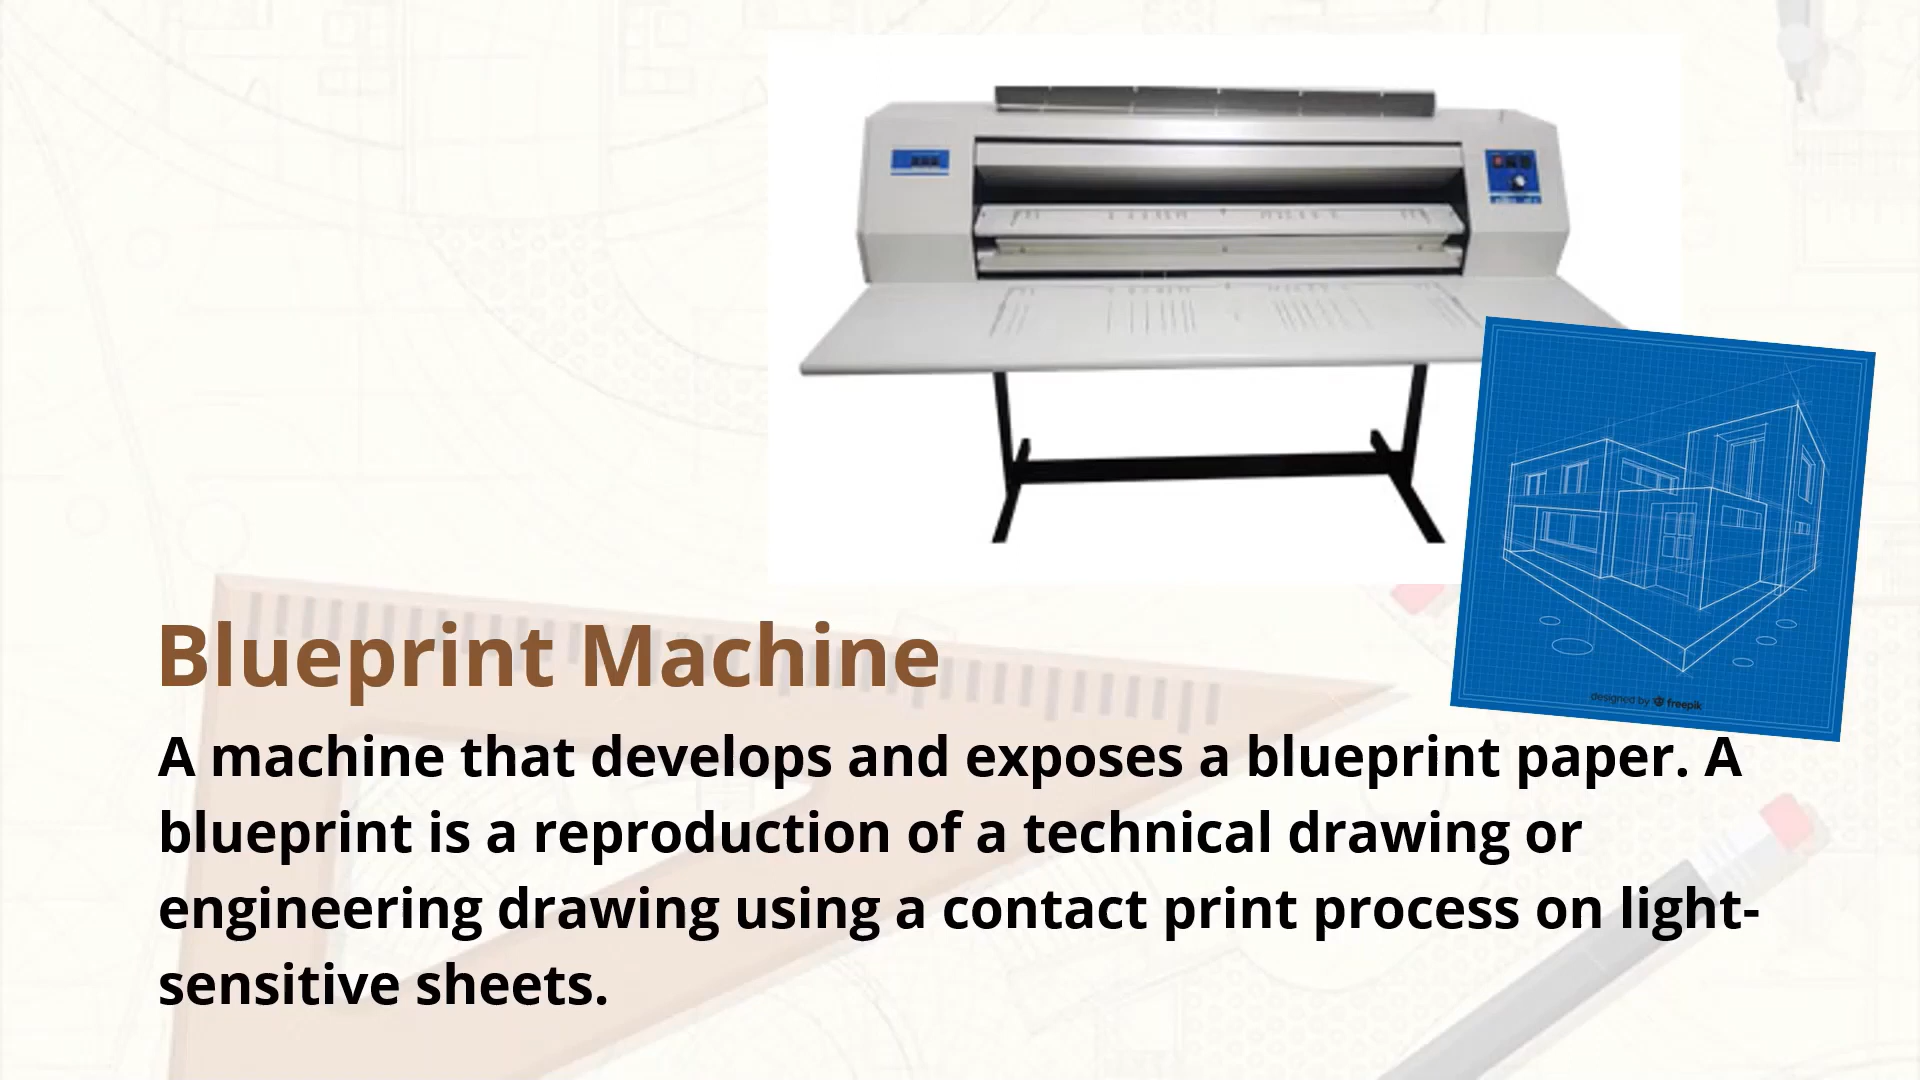 designed by freepik
Blueprint Machine
A machine that develops and exposes a blueprint paper. A
blueprint is a reproduction of a technical drawing or
engineering drawing using a contact print process on light-
sensitive sheets.